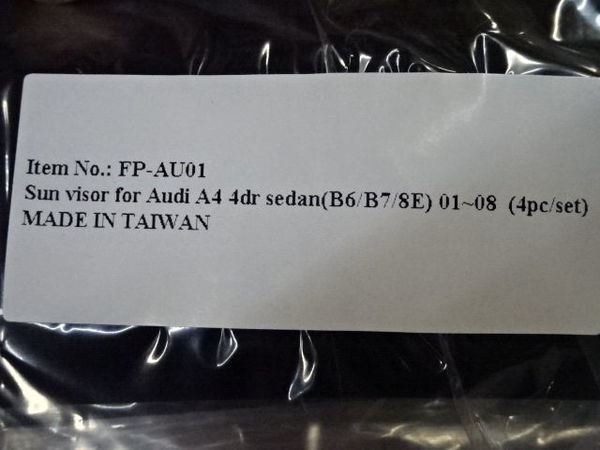 Item No.: FP-AU01
Sun visor for Audi A4 4dr sedan(B6/B7/8E) 01~08 (4pc/set)
MADE IN TAIWAN